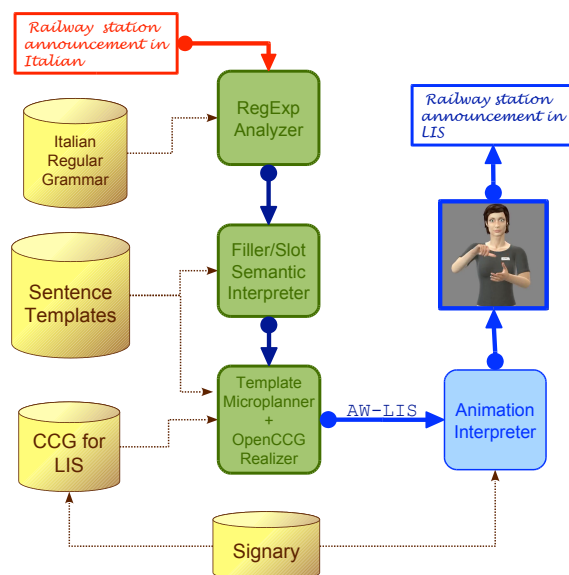 Railway station
announcement in
Italian
RegExp
Analyzer
Railway station
announcement in
LIS
Italian
Regular
Grammar
Filler/Slot
Semantic
Interpreter
Sentence
Templates
Template
Microplanner
+
OpenCCG
Realizer
AW-LIS
Animation
Interpreter
CCG for
LIS
Signary